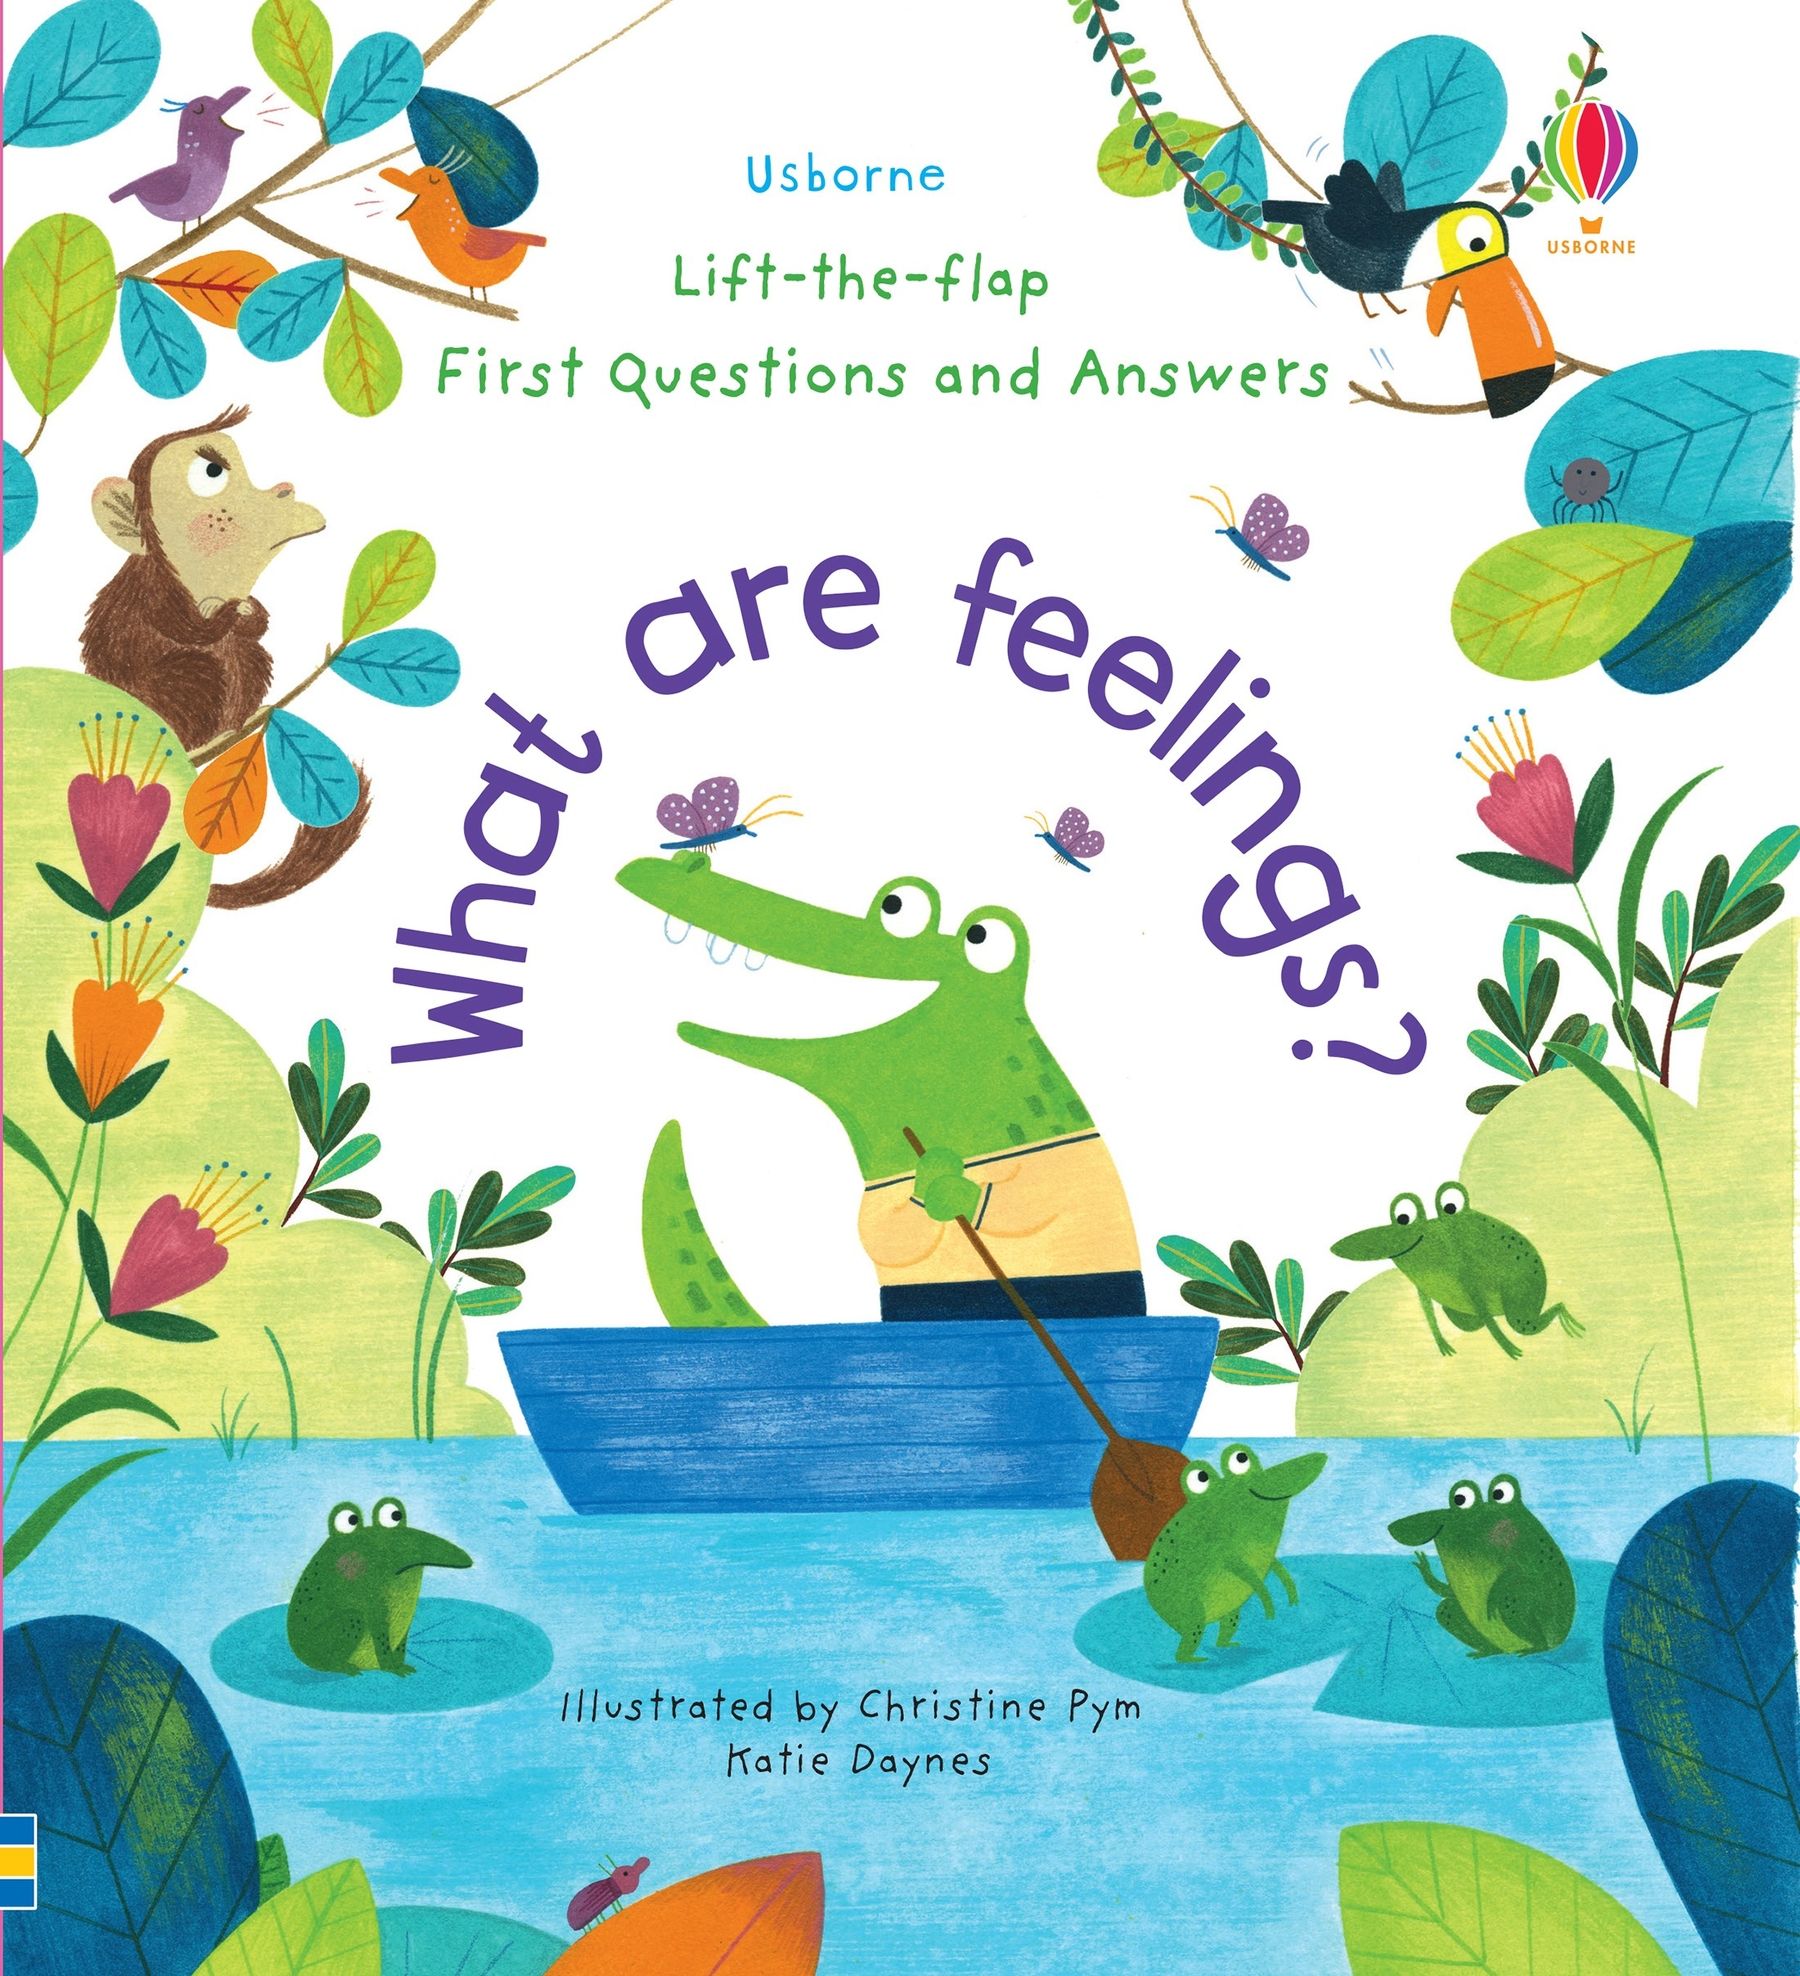 Usborne
USBORNE
Lift-the-flap
First Questions and Answers
What are feelings?
Illustrated by Christine Pym
Katie Daynes